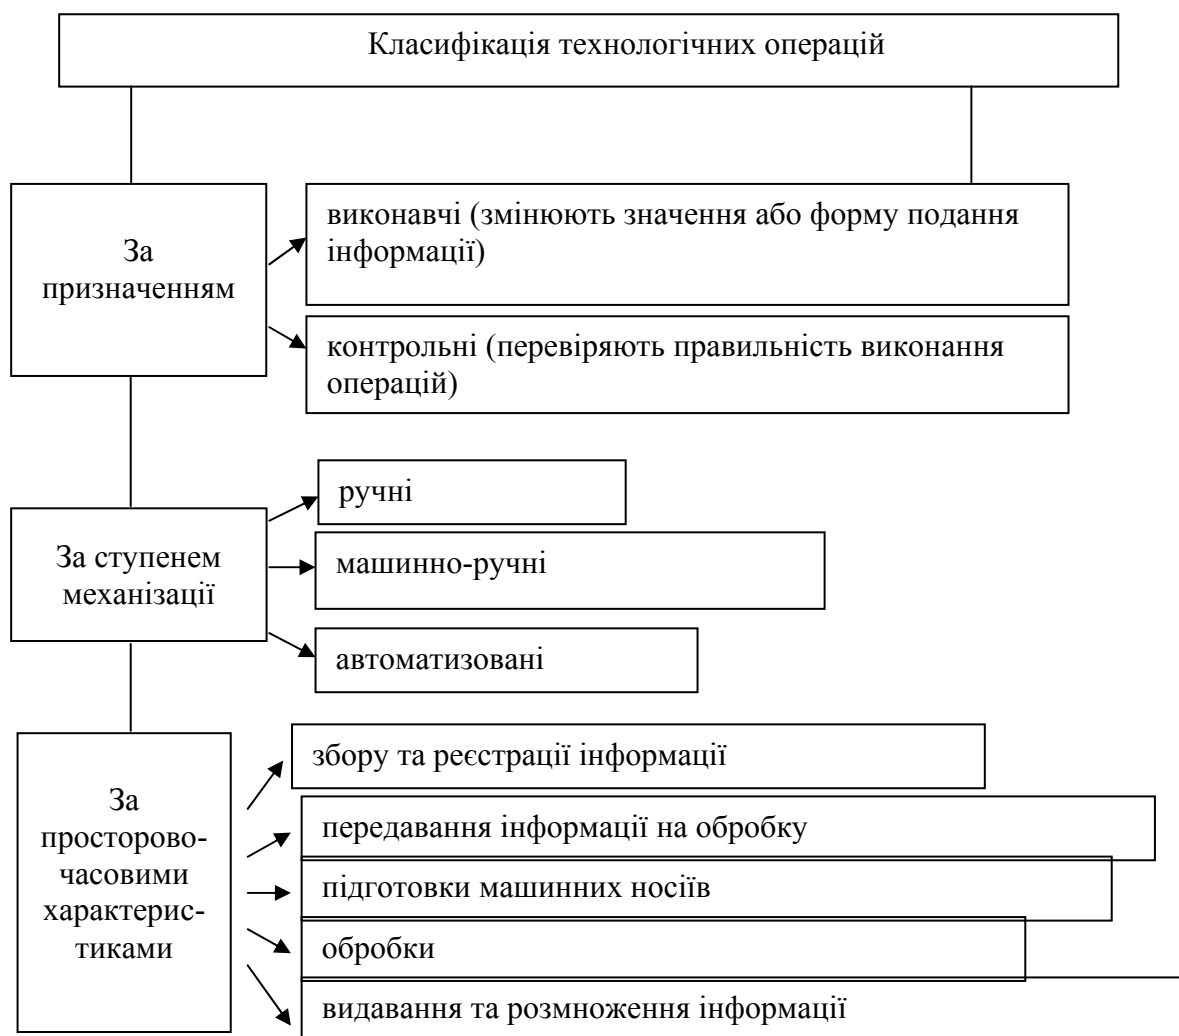 Класифікація технологічних операцій
За
призначенням
виконавчі (змінюють значення або форму подання
інформації)
контрольні (перевіряють правильність виконання
операцій)
За ступенем
механізації
ручні
машинно-ручні
автоматизовані
За
просторово-
часовими
характерис-
тиками
збору та реєстрації інформації
передавання інформації на обробку
підготовки машинних носіїв
обробки
видавання та розмноження інформації